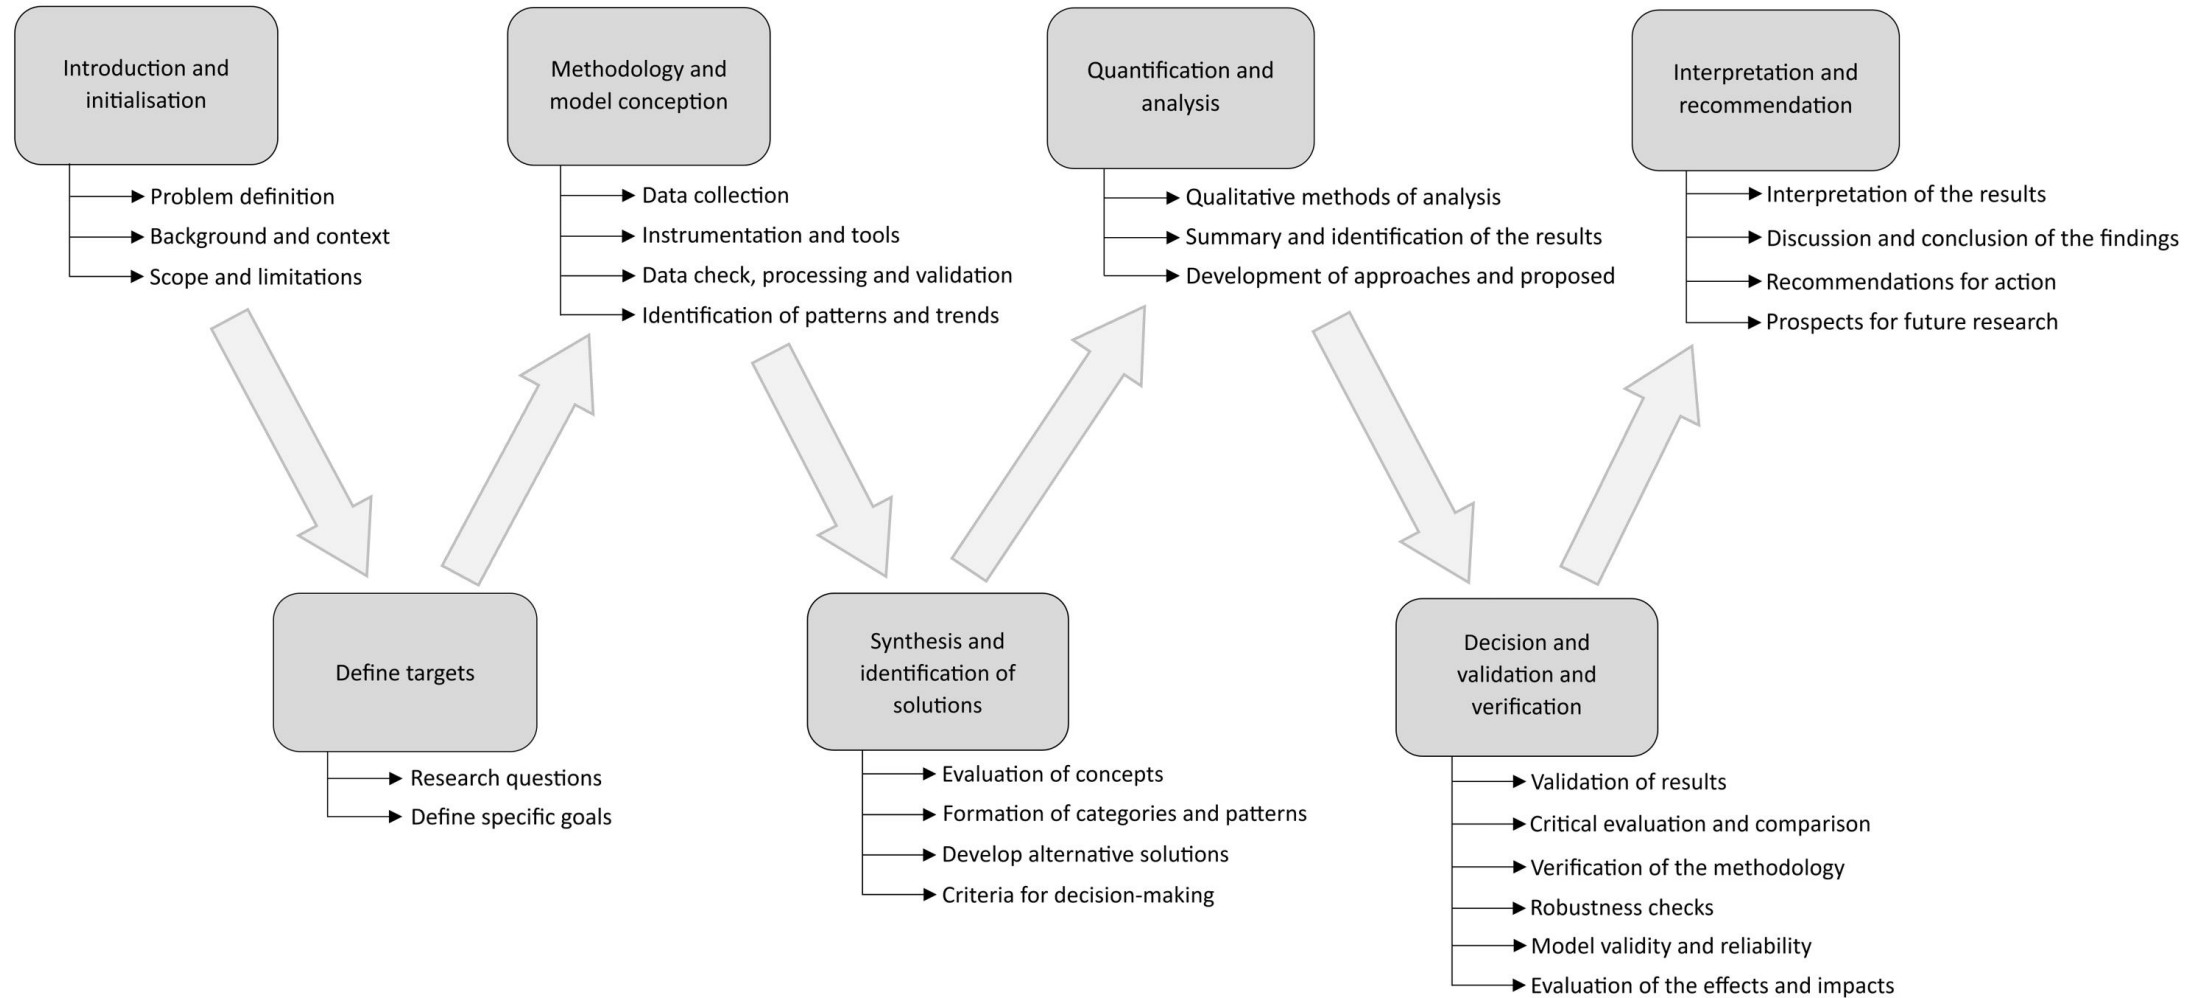 Introduction and
initialisation
Problem definition
Background and context
Scope and limitations
Define targets
Research questions
Define specific goals
Methodology and
model conception
Data collection
Instrumentation and tools
Data check, processing and validation
Identification of patterns and trends
Synthesis and
identification of
solutions
Evaluation of concepts
Formation of categories and patterns
Develop alternative solutions
Criteria for decision-making
Quantification and
analysis
Qualitative methods of analysis
Summary and identification of the results
Development of approaches and proposed
Decision and
validation and
verification
Validation of results
Critical evaluation and comparison
Verification of the methodology
Robustness checks
Model validity and reliability
Evaluation of the effects and impacts
Interpretation and
recommendation
Interpretation of the results
Discussion and conclusion of the findings
Recommendations for action
Prospects for future research